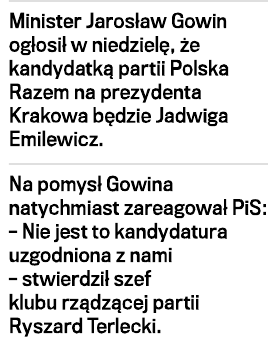 Minister Jarosław Gowin
ogłosił w niedzielę, że
kandydatką partii Polska
Razem na prezydenta
Krakowa będzie Jadwiga
Emilewicz.
Na pomysł Gowina
natychmiast zareagował PiS:
– Nie jest to kandydatura
uzgodniona z nami
– stwierdził szef
klubu rządzącej partii
Ryszard Terlecki.